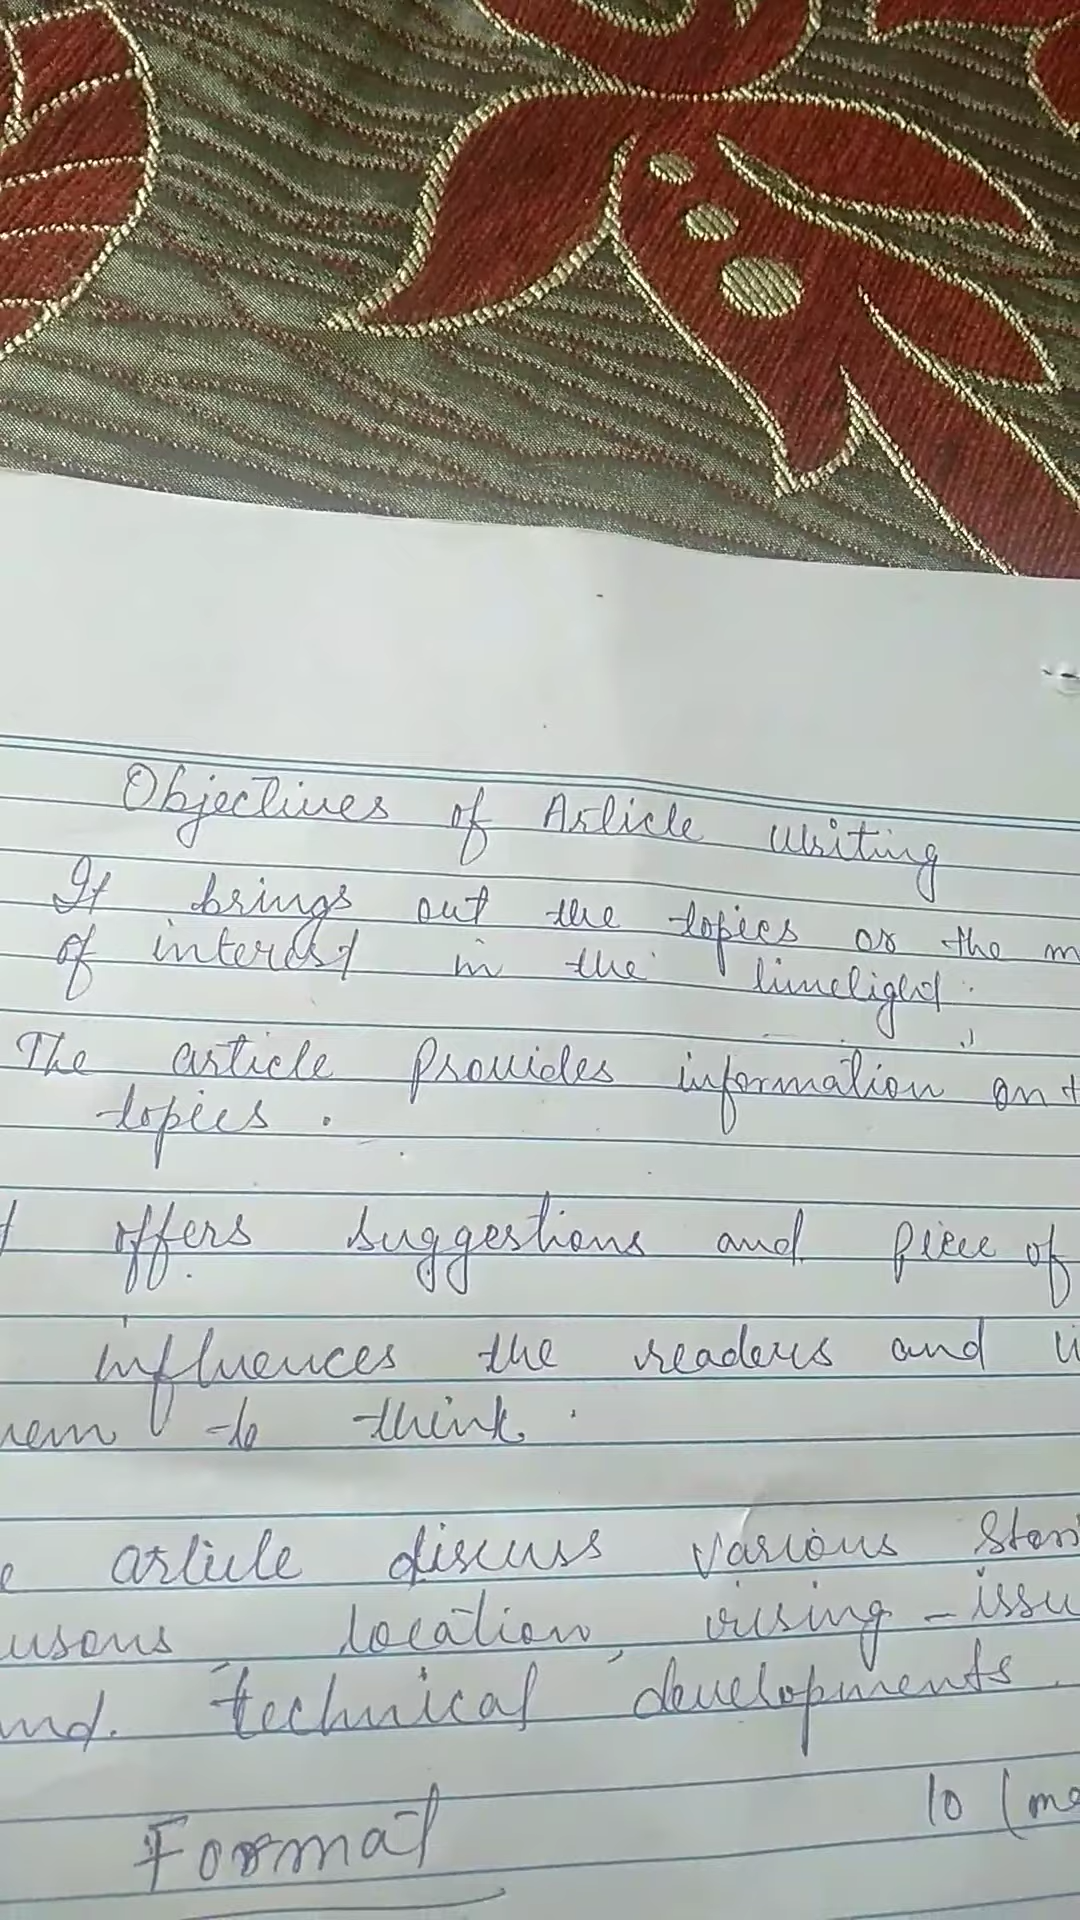 Objectives of Article Writing
It brings out the topics or the
of interest in the limelight.
The article provides information on
topics.
offers suggestions and piece of
influences the readers and
to think.
article discuss various
location, rising - 
technical developments.
10
Format